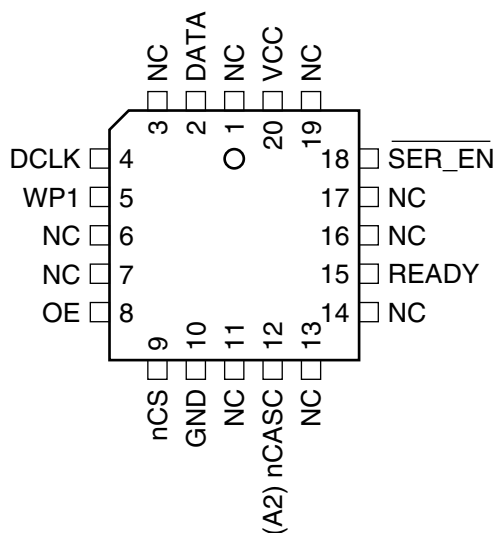 NC
DATA
NC
VCC
NC
3
2
1
20
19
DCLK 4
WP1 5
NC 6
NC 7
OE 8
18 SER_EN
17 NC
16 NC
15 READY
14 NC
9
10
11
12
13
nCS
GND
NC
(A2) nCASC
NC